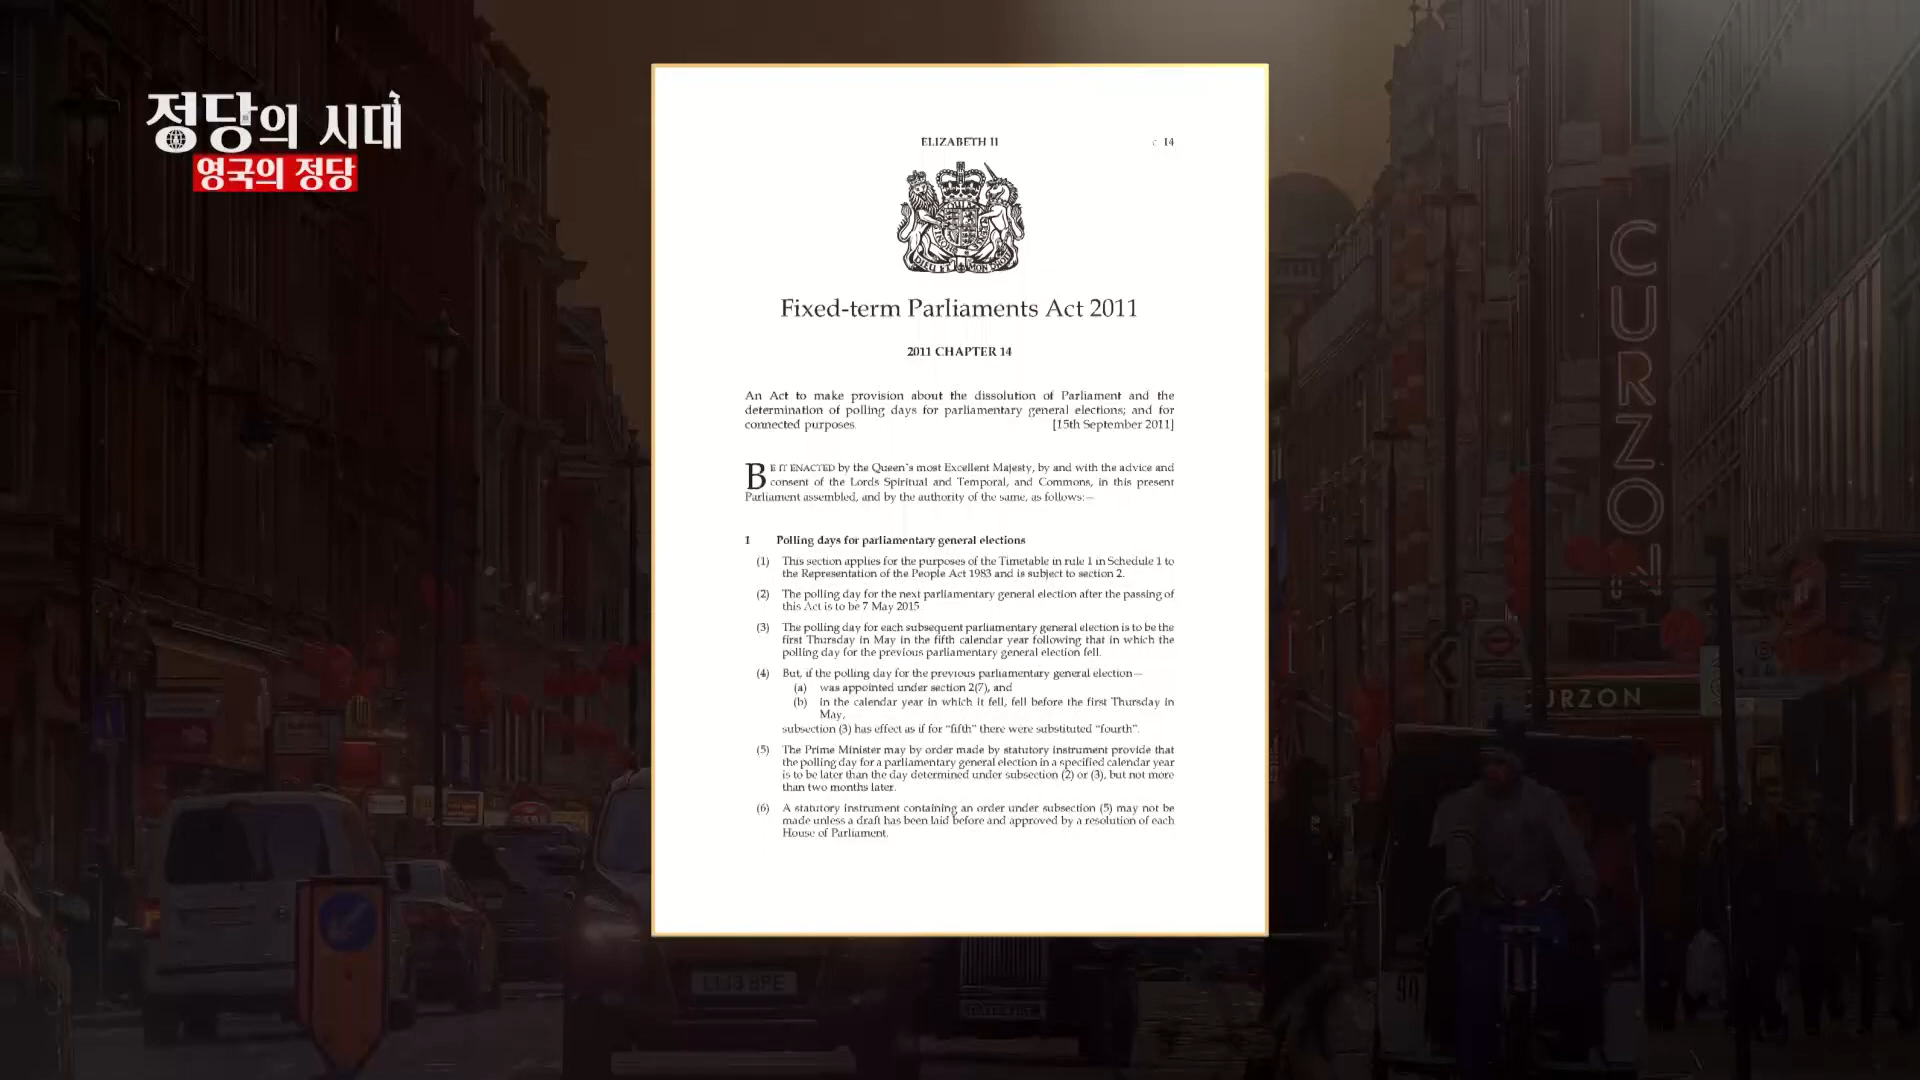 정당의 시대
영국의 정당
ELIZABETH II c. 14
DIEU ET MON DROIT
Fixed-term Parliaments Act 2011
2011 CHAPTER 14
An Act to make provision about the dissolution of Parliament and the
determination of polling days for parliamentary general elections; and for
connected purposes. [15th September 2011]
BE IT ENACTED by the Queen's most Excellent Majesty, by and with the advice and
consent of the Lords Spiritual and Temporal, and Commons, in this present
Parliament assembled, and by the authority of the same, as follows:—
1 Polling days for parliamentary general elections
(1) This section applies for the purposes of the Timetable in rule 1 in Schedule 1 to
the Representation of the People Act 1983 and is subject to section 2.
(2) The polling day for the next parliamentary general election after the passing of
this Act is to be 7 May 2015
(3) The polling day for each subsequent parliamentary general election is to be the
first Thursday in May in the fifth calendar year following that in which the
polling day for the previous parliamentary general election fell.
(4) But, if the polling day for the previous parliamentary general election—
(a) was appointed under section 2(7), and
(b) in the calendar year in which it fell, fell before the first Thursday in
May,
subsection (3) has effect as if for “fifth” there were substituted “fourth”.
(5) The Prime Minister may by order made by statutory instrument provide that
the polling day for a parliamentary general election in a specified calendar year
is to be later than the day determined under subsection (2) or (3), but not more
than two months later.
(6) A statutory instrument containing an order under subsection (5) may not be
made unless a draft has been laid before and approved by a resolution of each
House of Parliament.
CURZON
CURZON
94